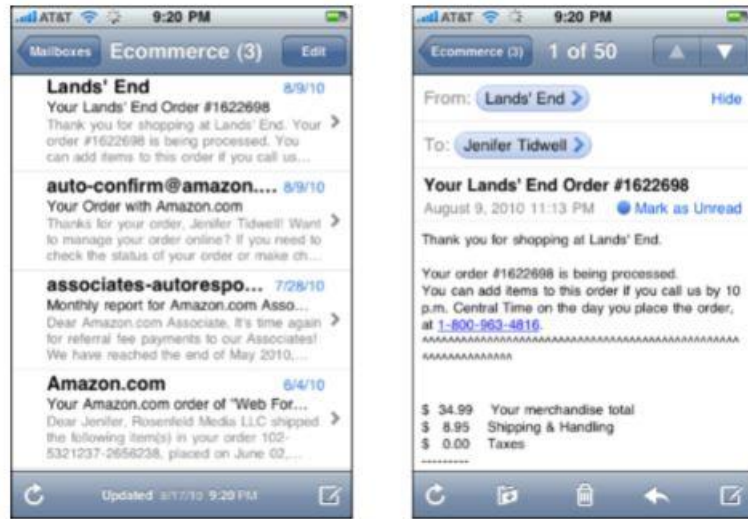 AT&T 9:20 PM
Mailboxes Ecommerce (3) Edit
Lands' End 8/9/10
Your Lands' End Order #1622698
Thank you for shopping at Lands' End. Your
order #1622698 is being processed. You
can add items to this order if you call us...
auto-confirm@amazon.... 8/9/10
Your Order with Amazon.com
Thanks for your order, Jenifer Tidwell! Want
to manage your order online? If you need to
check the status of your order or make ch...
associates-autorespo... 7/28/10
Monthly report for Amazon.com Asso...
Dear Amazon.com Associate, It's time again
for referral fee payments to our Associates!
We have reached the end of May 2010,...
Amazon.com 6/4/10
Your Amazon.com order of "Web For...
Dear Jenifer, Rosenfeld Media LLC shipped
the following item(s) in your order 102-
5321237-2656238, placed on June 02,...
Updated 8/17/10 9:20 PM
AT&T 9:20 PM
Ecommerce (3) 1 of 50
From: Lands' End Hide
To: Jenifer Tidwell
Your Lands' End Order #1622698
August 9, 2010 11:13 PM Mark as Unread
Thank you for shopping at Lands' End.
Your order #1622698 is being processed.
You can add items to this order if you call us by 10
p.m. Central Time on the day you place the order,
at 1-800-963-4816.
^^^^^^^^^^^^^^^^^^^^^^^^^^^^^^^^^^^^^^^^^^^^^^^^
^^^^^^^^^^^^^^
$ 34.99 Your merchandise total
$ 8.95 Shipping & Handling
$ 0.00 Taxes
---------